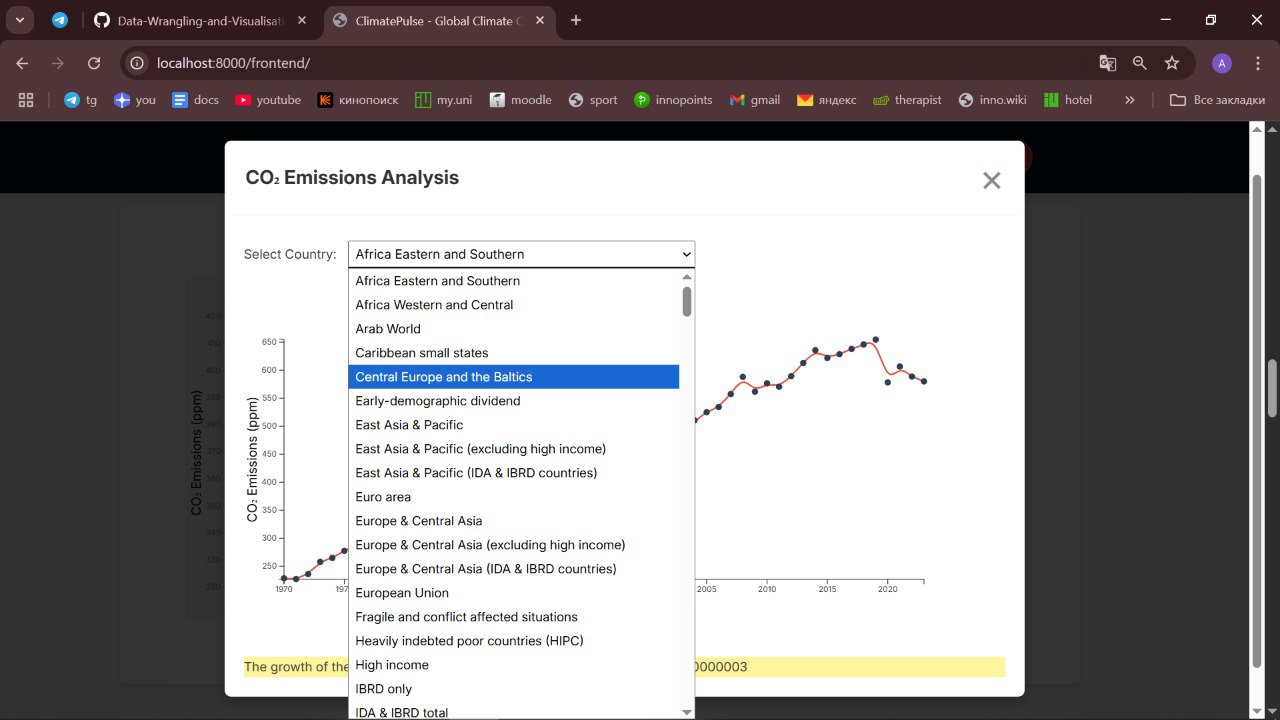 Data-Wrangling-and-Visualisati
ClimatePulse - Global Climate C
localhost:8000/frontend/
A
tg
you
docs
youtube
кинопоиск
my.uni
moodle
sport
innopoints
gmail
яндекс
therapist
inno.wiki
hotel
»
Все закладки
CO₂ Emissions Analysis
Select Country:
Africa Eastern and Southern
Africa Eastern and Southern
Africa Western and Central
Arab World
Caribbean small states
Central Europe and the Baltics
Early-demographic dividend
East Asia & Pacific
East Asia & Pacific (excluding high income)
East Asia & Pacific (IDA & IBRD countries)
Euro area
Europe & Central Asia
Europe & Central Asia (excluding high income)
Europe & Central Asia (IDA & IBRD countries)
European Union
Fragile and conflict affected situations
Heavily indebted poor countries (HIPC)
High income
IBRD only
IDA & IBRD total
CO₂ Emissions (ppm)
650
600
550
500
450
400
350
300
250
1970
197
2005
2010
2015
2020
The growth of the
0000003
CO₂ Emissions (ppm)
420
400
390
380
370
360
350
340
330
320